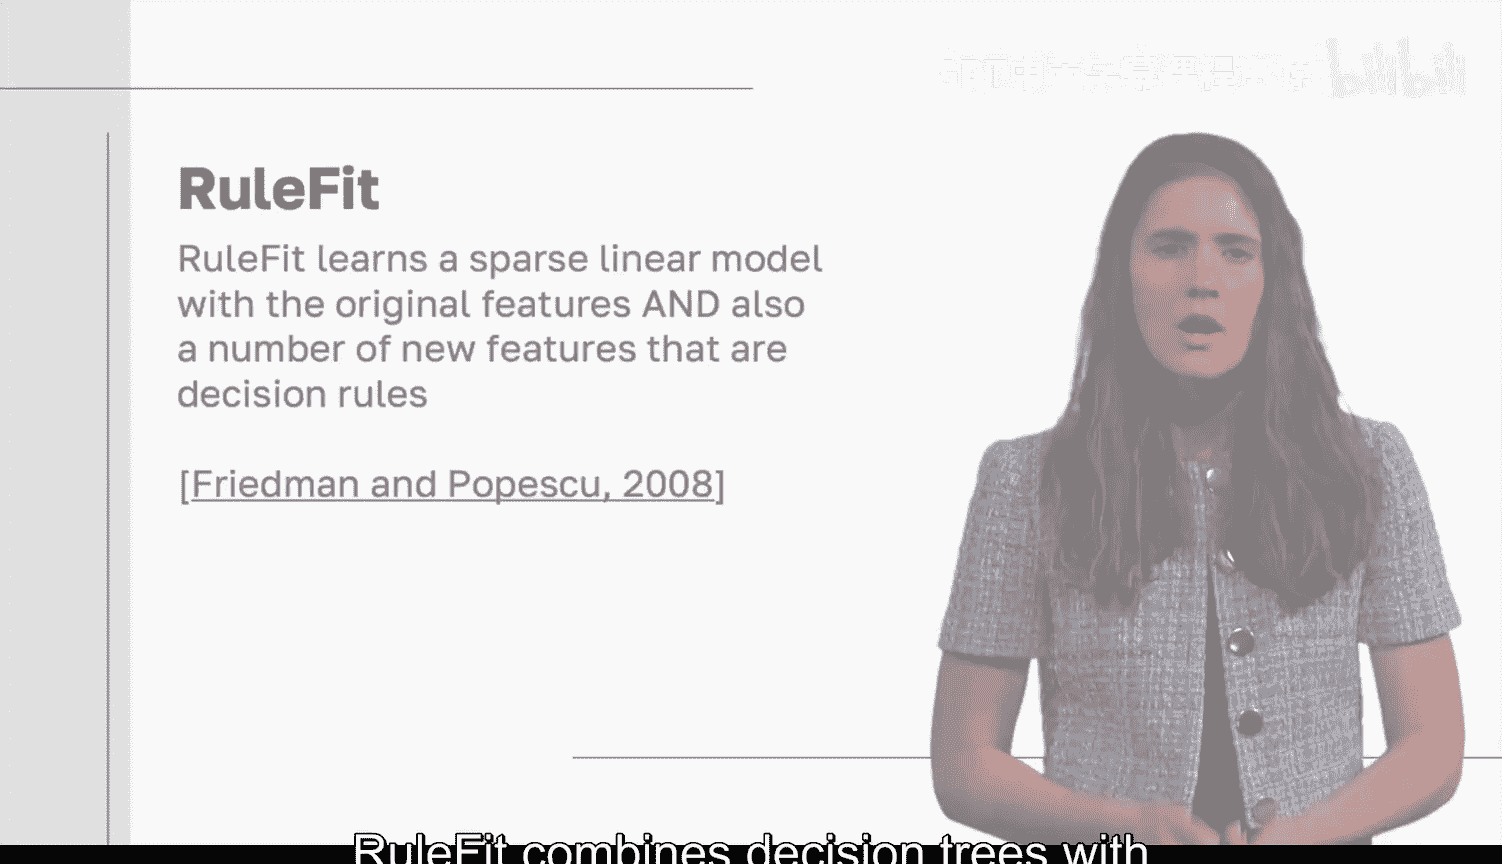 bilibili
RuleFit
RuleFit learns a sparse linear model
with the original features AND also
a number of new features that are
decision rules
[Friedman and Popescu, 2008]
RuleFit combines decision trees with